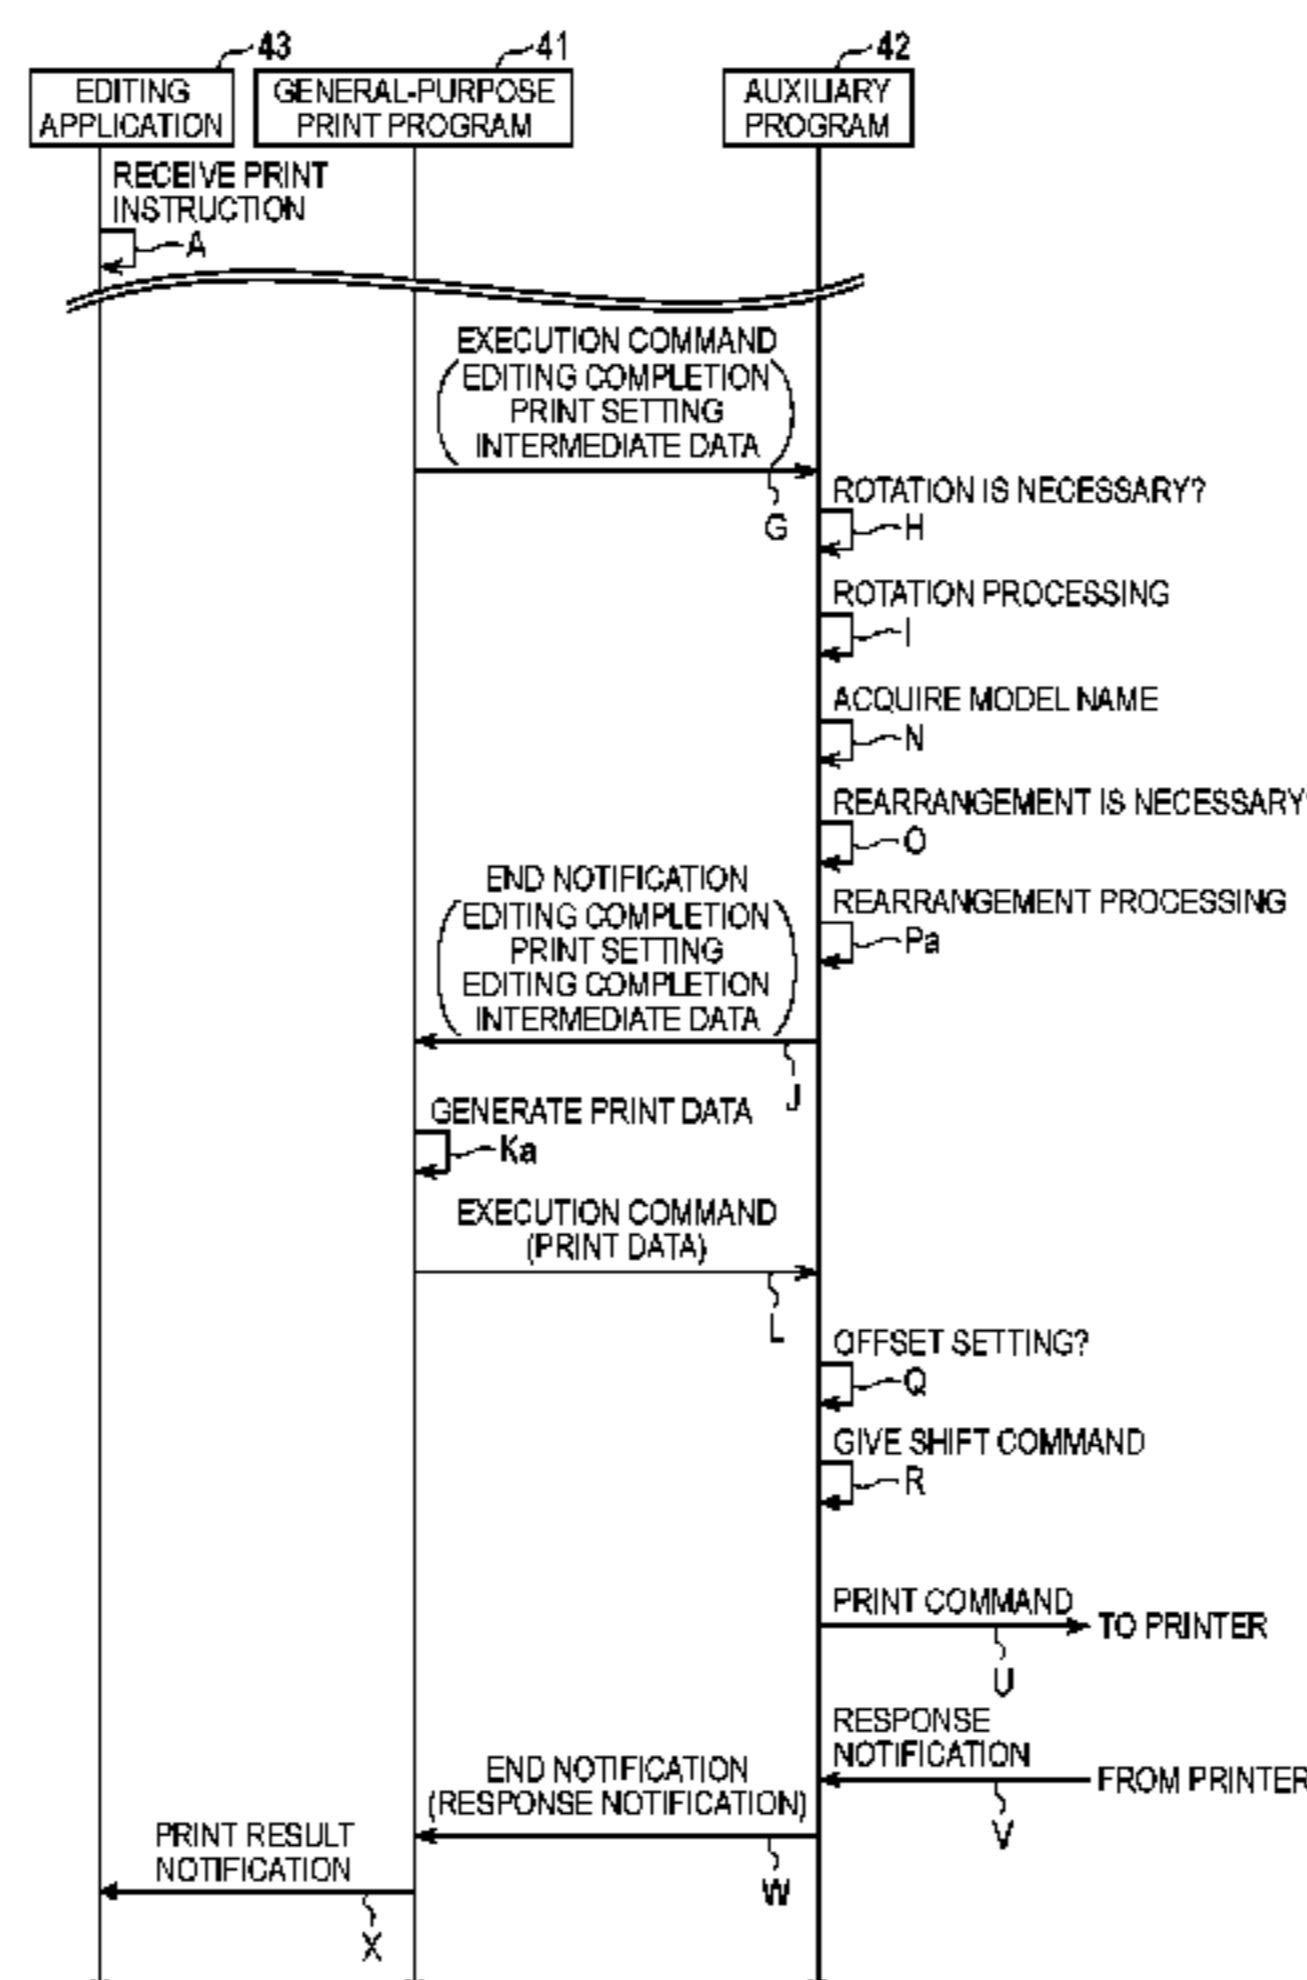 43
41
42
EDITING
APPLICATION
GENERAL-PURPOSE
PRINT PROGRAM
AUXILIARY
PROGRAM
RECEIVE PRINT
INSTRUCTION
A
EXECUTION COMMAND
EDITING COMPLETION
PRINT SETTING
INTERMEDIATE DATA
G
ROTATION IS NECESSARY?
H
ROTATION PROCESSING
I
ACQUIRE MODEL NAME
N
REARRANGEMENT IS NECESSARY?
O
REARRANGEMENT PROCESSING
Pa
END NOTIFICATION
EDITING COMPLETION
PRINT SETTING
EDITING COMPLETION
INTERMEDIATE DATA
J
GENERATE PRINT DATA
Ka
EXECUTION COMMAND
(PRINT DATA)
L
OFFSET SETTING?
Q
GIVE SHIFT COMMAND
R
PRINT COMMAND
TO PRINTER
U
RESPONSE
NOTIFICATION
FROM PRINTER
V
END NOTIFICATION
(RESPONSE NOTIFICATION)
W
PRINT RESULT
NOTIFICATION
X